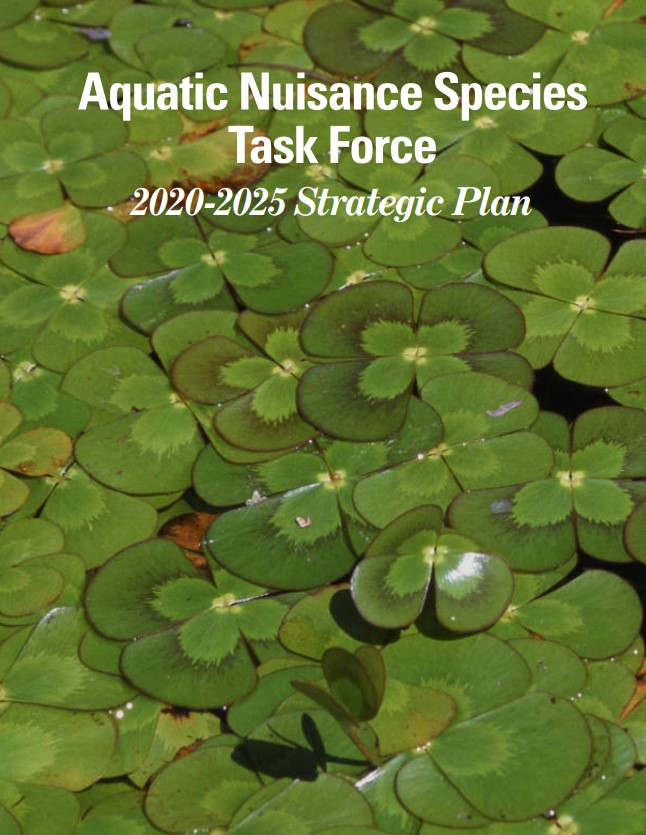 Aquatic Nuisance Species
Task Force
2020-2025 Strategic Plan